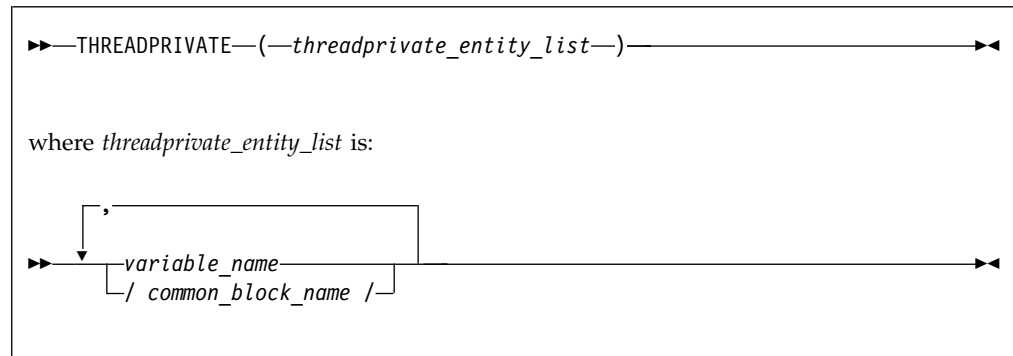 THREADPRIVATE ( threadprivate_entity_list )
where threadprivate_entity_list is:
,
variable_name
/ common_block_name /